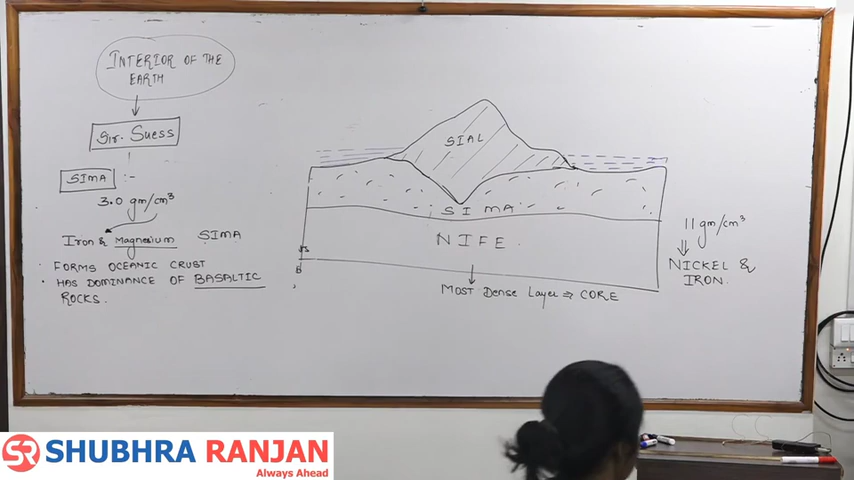 INTERIOR OF THE
EARTH
Sir. Suess
SIMA :-
3.0 gm/cm³
Iron & Magnesium SIMA
· FORMS OCEANIC CRUST
· HAS DOMINANCE OF BASALTIC
ROCKS.
SIAL
SIMA
NIFE
MOST Dense Layer ⇒ CORE
11 gm/cm³
NICKEL &
IRON.
SR SHUBHRA RANJAN
Always Ahead